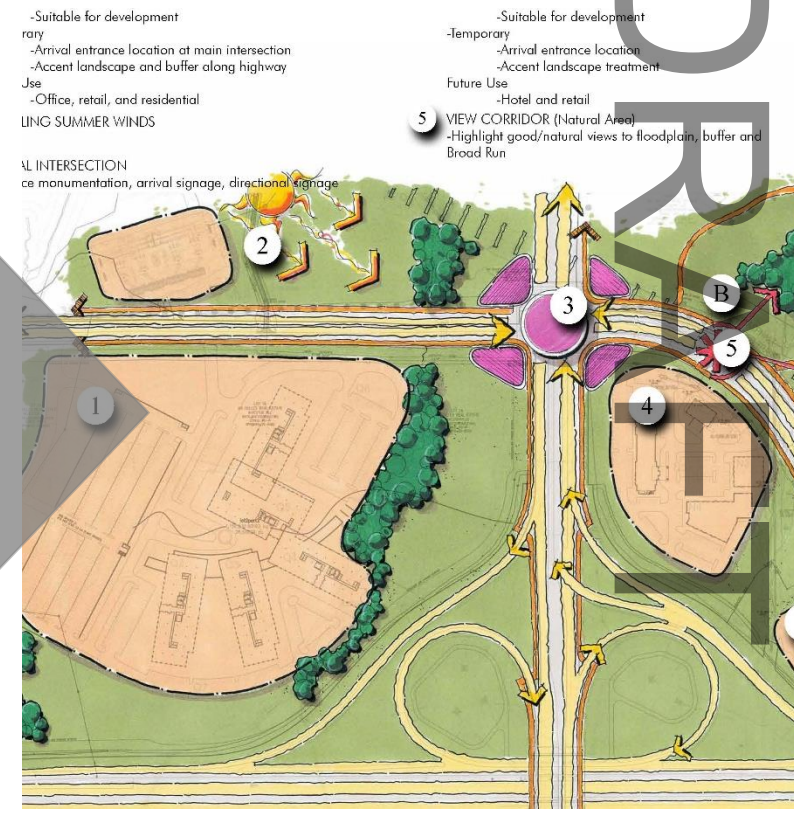 -Suitable for development
rary
-Arrival entrance location at main intersection
-Accent landscape and buffer along highway
Use
-Office, retail, and residential
LING SUMMER WINDS
AL INTERSECTION
ce monumentation, arrival signage, directional signage
-Suitable for development
-Temporary
-Arrival entrance location
-Accent landscape treatment
Future Use
-Hotel and retail
5 VIEW CORRIDOR (Natural Area)
-Highlight good/natural views to floodplain, buffer and
Broad Run
2
3
B
5
1
4
DRAFT